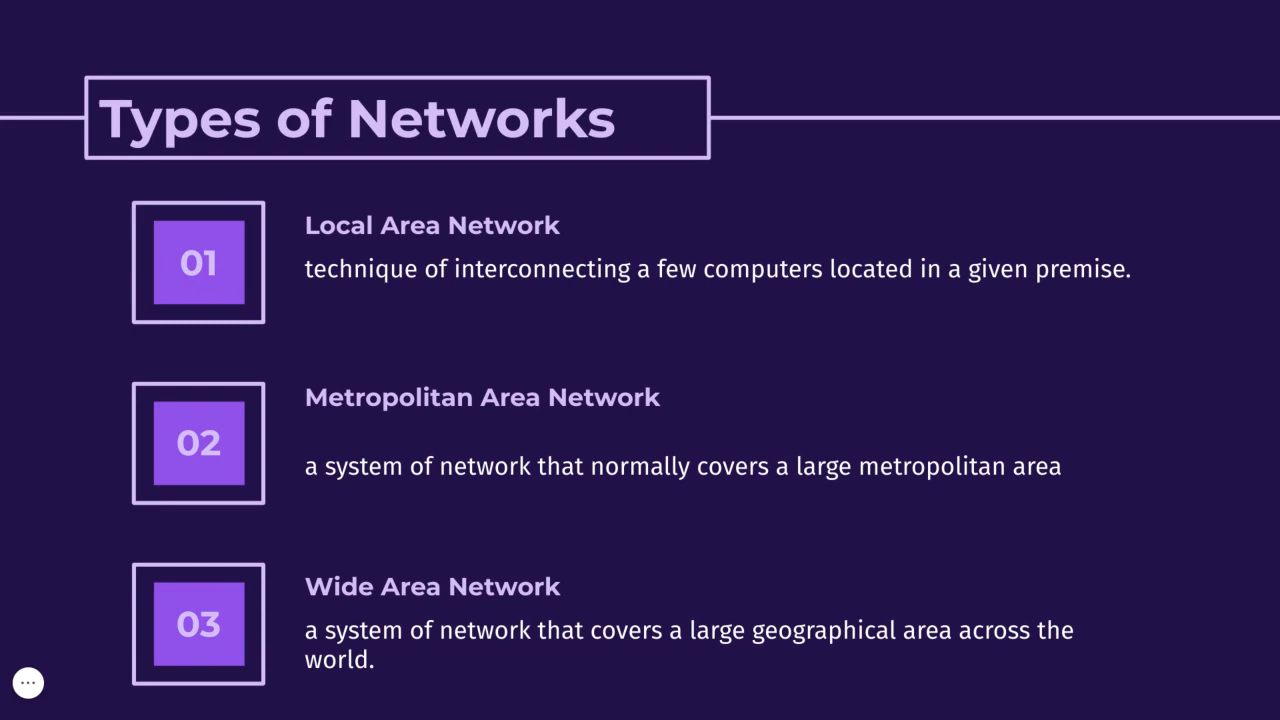 Types of Networks
01
Local Area Network
technique of interconnecting a few computers located in a given premise.
02
Metropolitan Area Network
a system of network that normally covers a large metropolitan area
03
Wide Area Network
a system of network that covers a large geographical area across the
world.